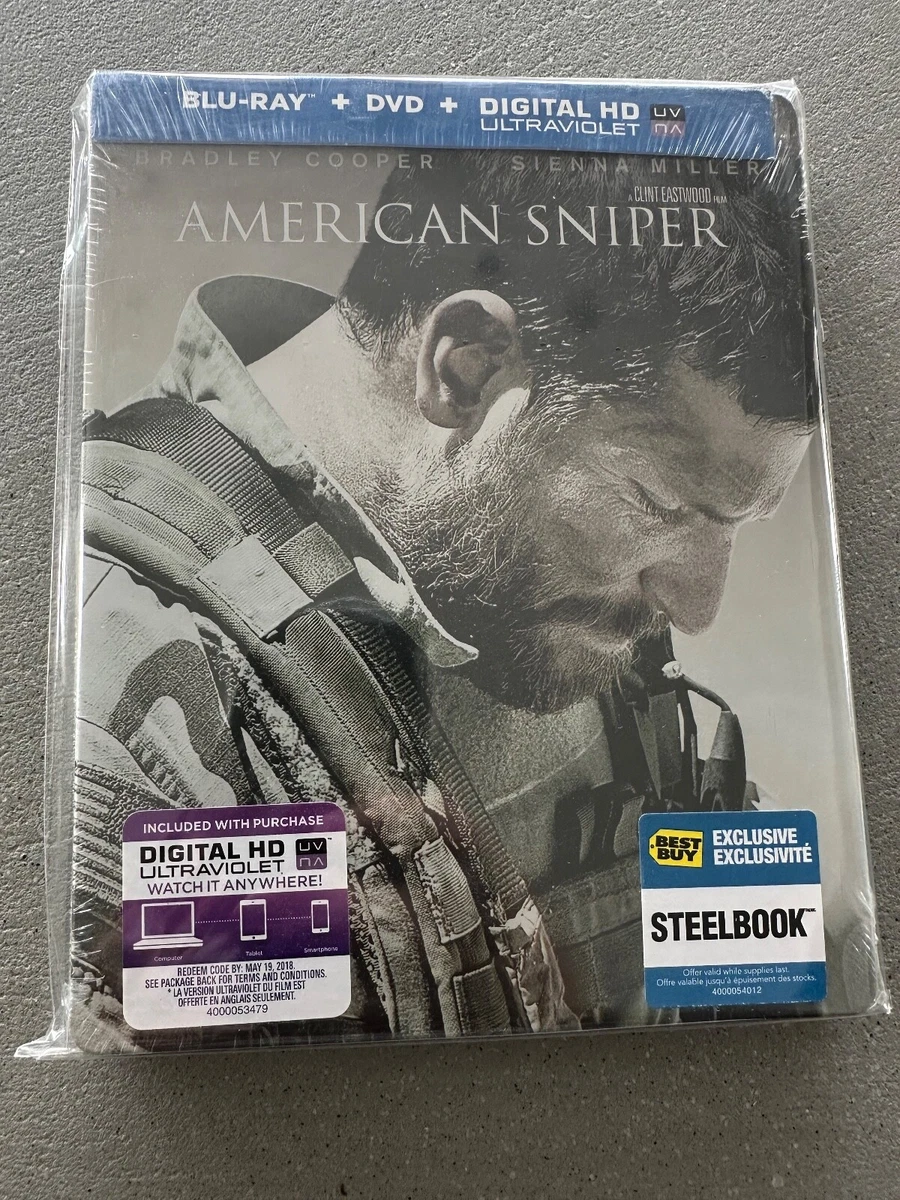 BLU-RAY™ + DVD + DIGITAL HD UV
ULTRAVIOLET
BRADLEY COOPER SIENNA MILLER
A CLINT EASTWOOD FILM
AMERICAN SNIPER
INCLUDED WITH PURCHASE
DIGITAL HD UV
ULTRAVIOLET
WATCH IT ANYWHERE!
Computer Tablet Smartphone
REDEEM CODE BY: MAY 19, 2018.
SEE PACKAGE BACK FOR TERMS AND CONDITIONS.
* LA VERSION ULTRAVIOLET DU FILM EST
OFFERTE EN ANGLAIS SEULEMENT.
4000053479
BEST BUY
EXCLUSIVE
EXCLUSIVITÉ
STEELBOOK
Offer valid while supplies last.
Offre valable jusqu'à épuisement des stocks.
4000054012